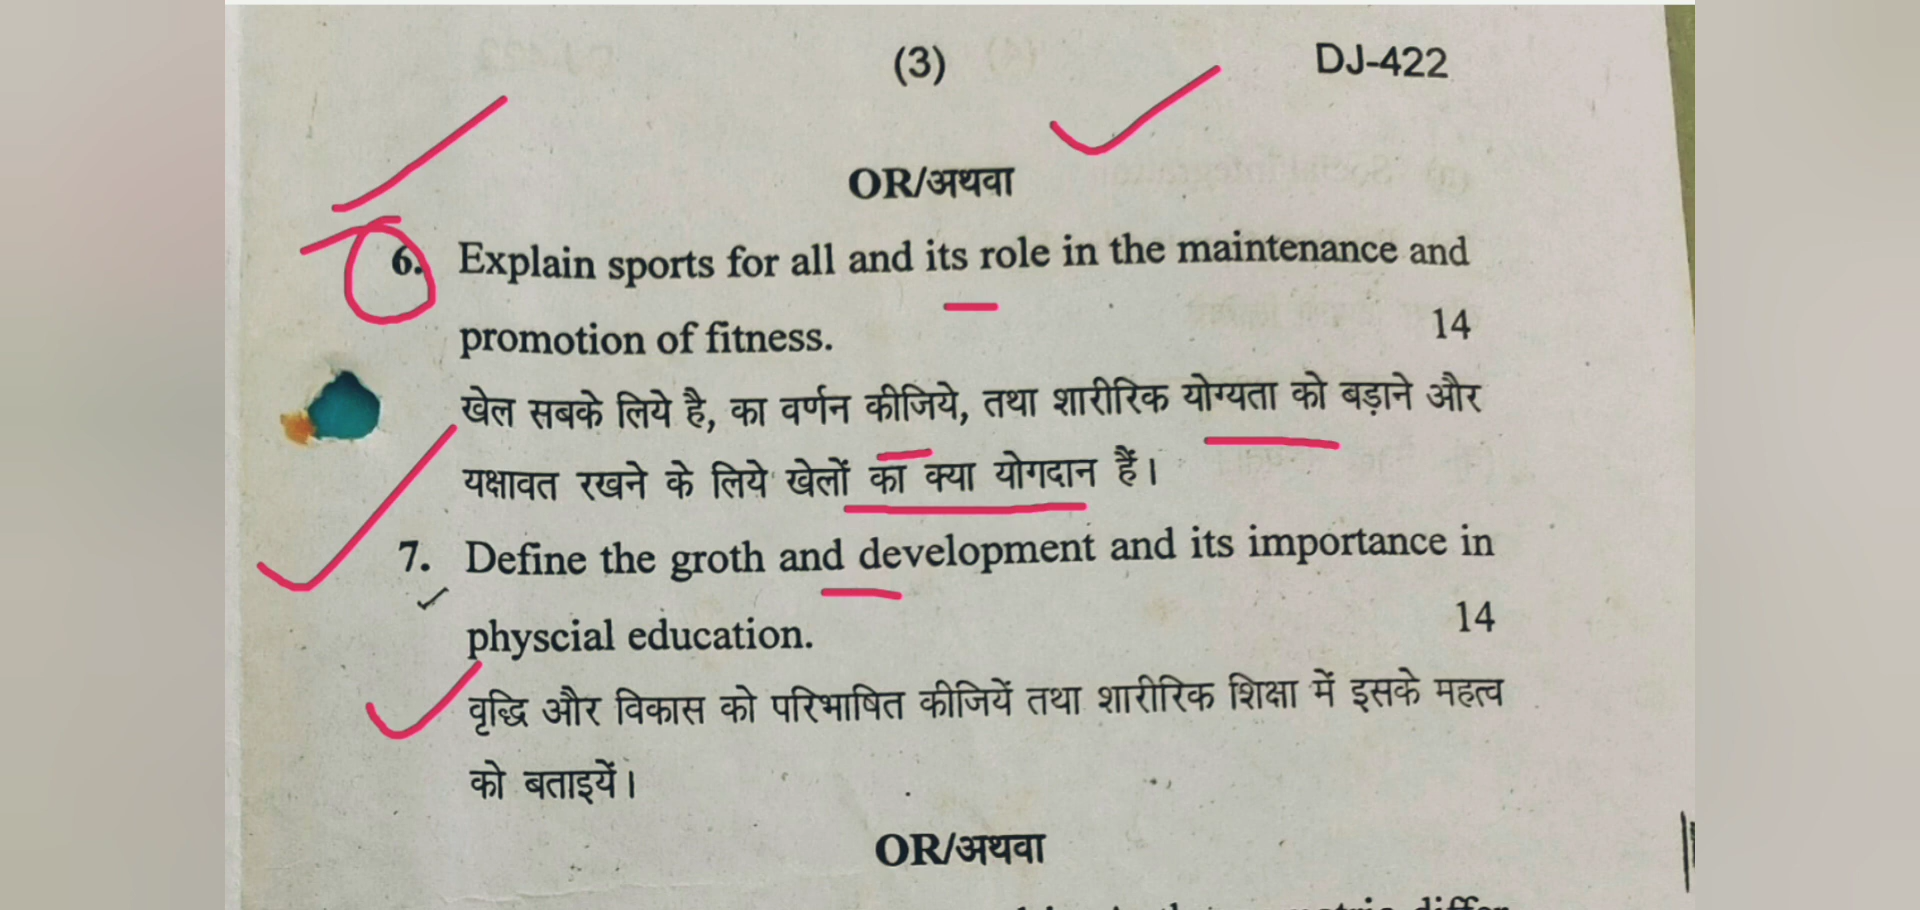 (3) DJ-422
OR/अथवा
6. Explain sports for all and its role in the maintenance and
promotion of fitness. 14
खेल सबके लिये है, का वर्णन कीजिये, तथा शारीरिक योग्यता को बड़ाने और
यक्षावत रखने के लिये खेलों का क्या योगदान हैं।
7. Define the groth and development and its importance in
physcial education. 14
वृद्धि और विकास को परिभाषित कीजियें तथा शारीरिक शिक्षा में इसके महत्व
को बताइयें।
OR/अथवा